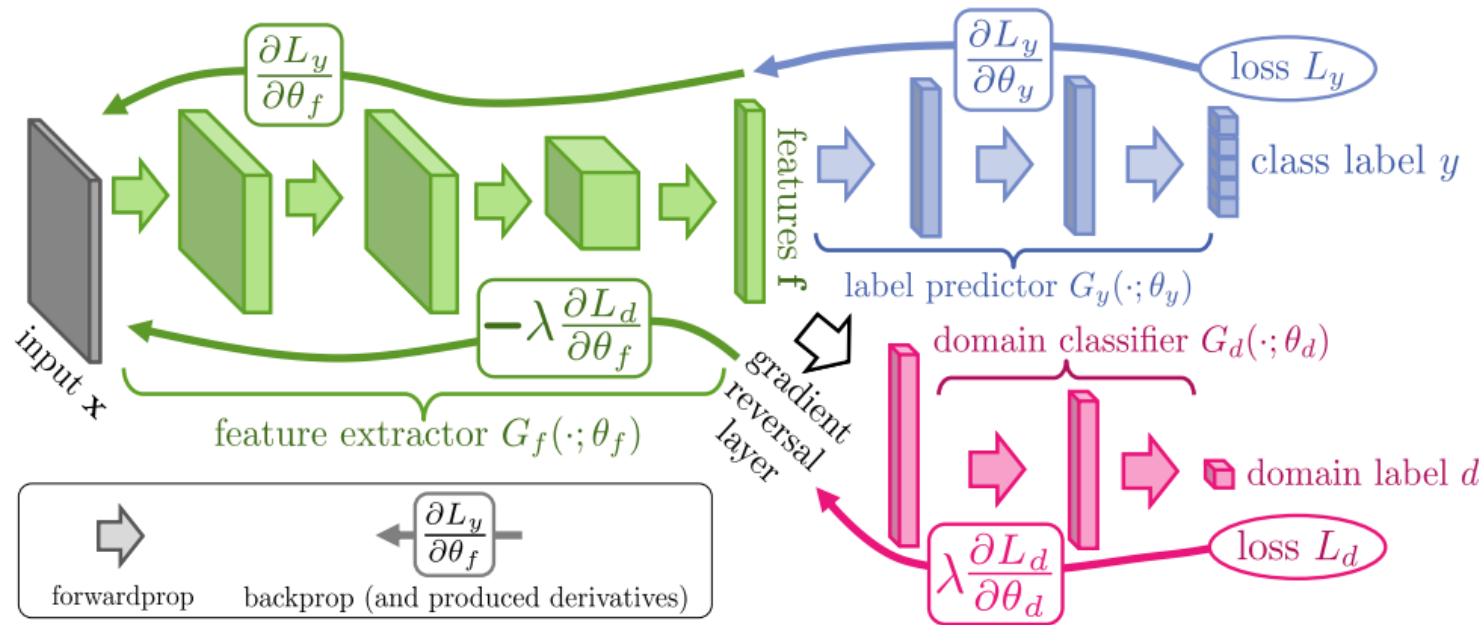 ∂L_y/∂θ_f
∂L_y/∂θ_y
loss L_y
features f
class label y
label predictor G_y(·; θ_y)
input x
−λ ∂L_d/∂θ_f
feature extractor G_f(·; θ_f)
gradient
reversal
layer
domain classifier G_d(·; θ_d)
domain label d
λ ∂L_d/∂θ_d
loss L_d
∂L_y/∂θ_f
forwardprop
backprop (and produced derivatives)